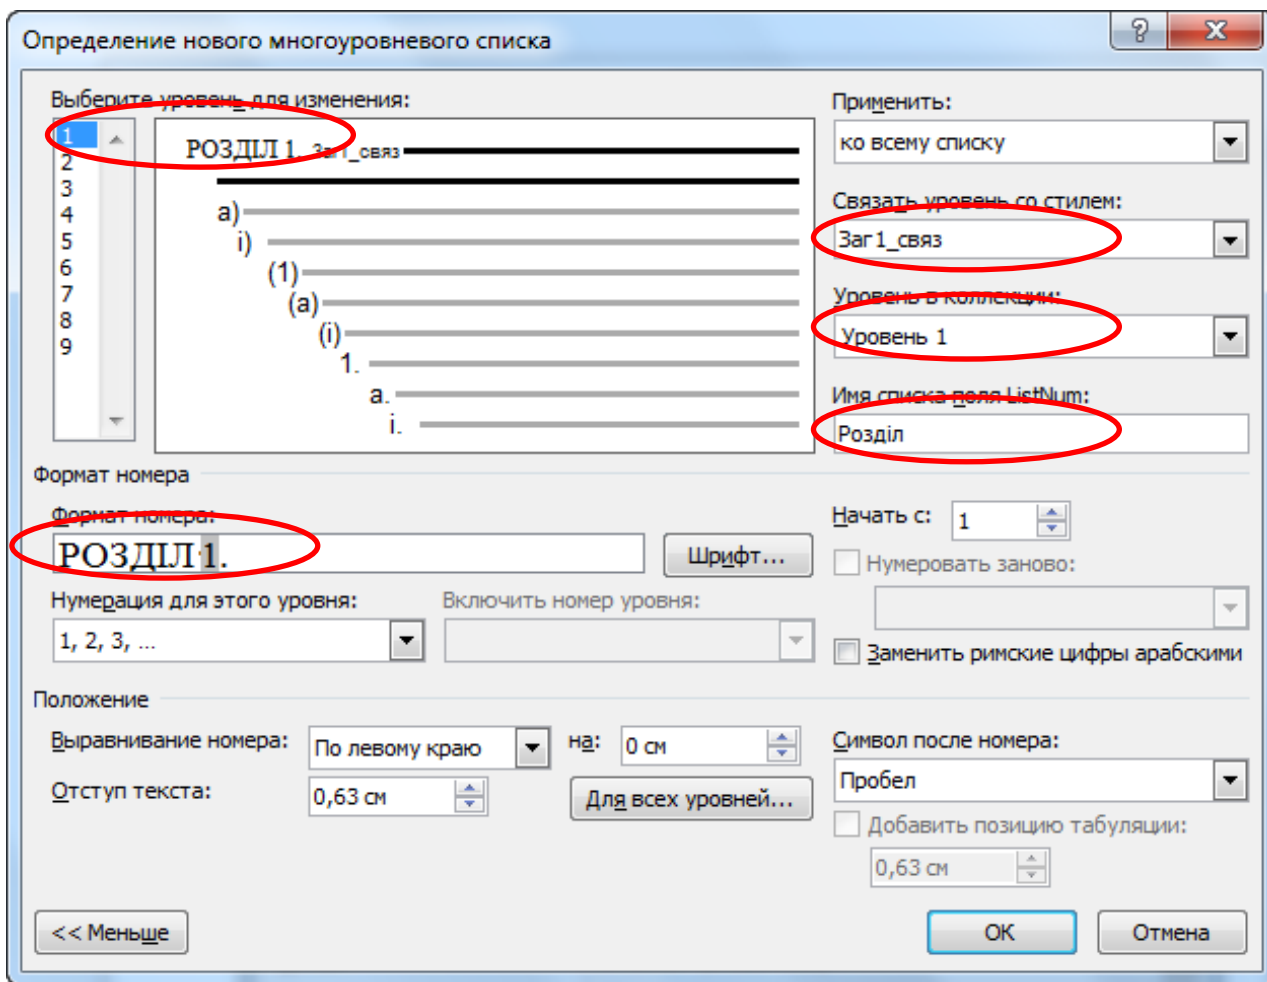 Определение нового многоуровневого списка
Выберите уровень для изменения:
1
2
3
4
5
6
7
8
9
РОЗДІЛ 1. Заг1_связ
a)
i)
(1)
(a)
(i)
1.
a.
i.
Применить:
ко всему списку
Связать уровень со стилем:
Заг1_связ
Уровень в коллекции:
Уровень 1
Имя списка поля ListNum:
Розділ
Формат номера
Формат номера:
РОЗДІЛ 1.
Шрифт...
Начать с: 1
Нумеровать заново:
Нумерация для этого уровня:
1, 2, 3, ...
Включить номер уровня:
Заменить римские цифры арабскими
Положение
Выравнивание номера: По левому краю на: 0 см
Отступ текста: 0,63 см
Для всех уровней...
Символ после номера:
Пробел
Добавить позицию табуляции:
0,63 см
<< Меньше
ОК
Отмена